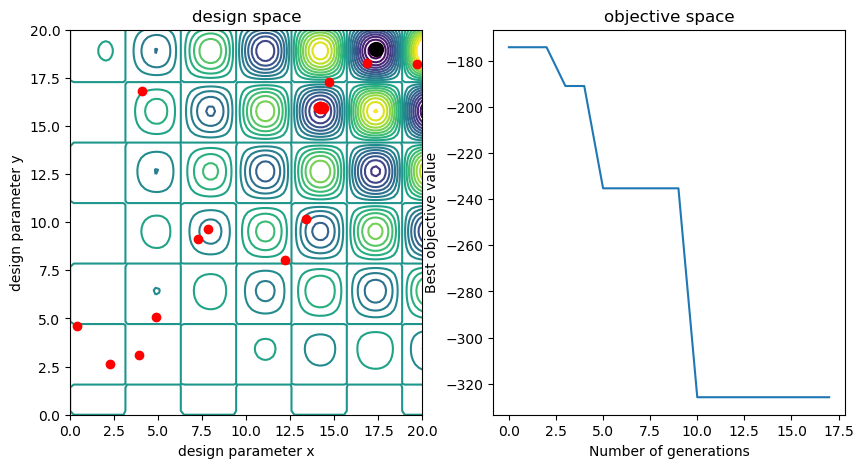 design space
20.0
17.5
15.0
12.5
10.0
7.5
5.0
2.5
0.0
design parameter y
0.0 2.5 5.0 7.5 10.0 12.5 15.0 17.5 20.0
design parameter x
objective space
−180
−200
−220
−240
−260
−280
−300
−320
Best objective value
0.0 2.5 5.0 7.5 10.0 12.5 15.0 17.5
Number of generations